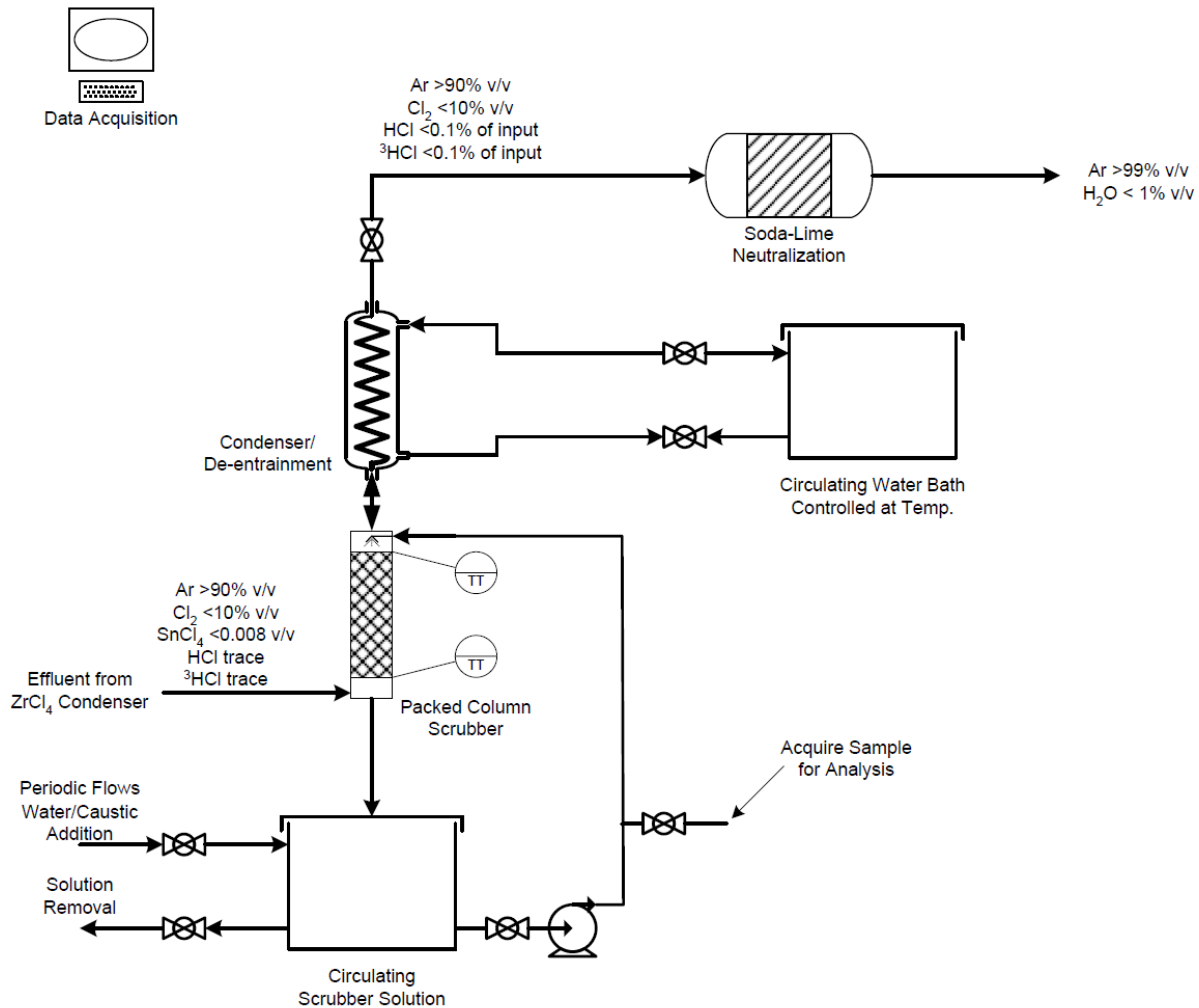 Data Acquisition
Ar >90% v/v
Cl₂ <10% v/v
HCl <0.1% of input
³HCl <0.1% of input
Ar >99% v/v
H₂O < 1% v/v
Soda-Lime
Neutralization
Condenser/
De-entrainment
Circulating Water Bath
Controlled at Temp.
TT
Ar >90% v/v
Cl₂ <10% v/v
SnCl₄ <0.008 v/v
HCl trace
³HCl trace
TT
Effluent from
ZrCl₄ Condenser
Packed Column
Scrubber
Acquire Sample
for Analysis
Periodic Flows
Water/Caustic
Addition
Solution
Removal
Circulating
Scrubber Solution